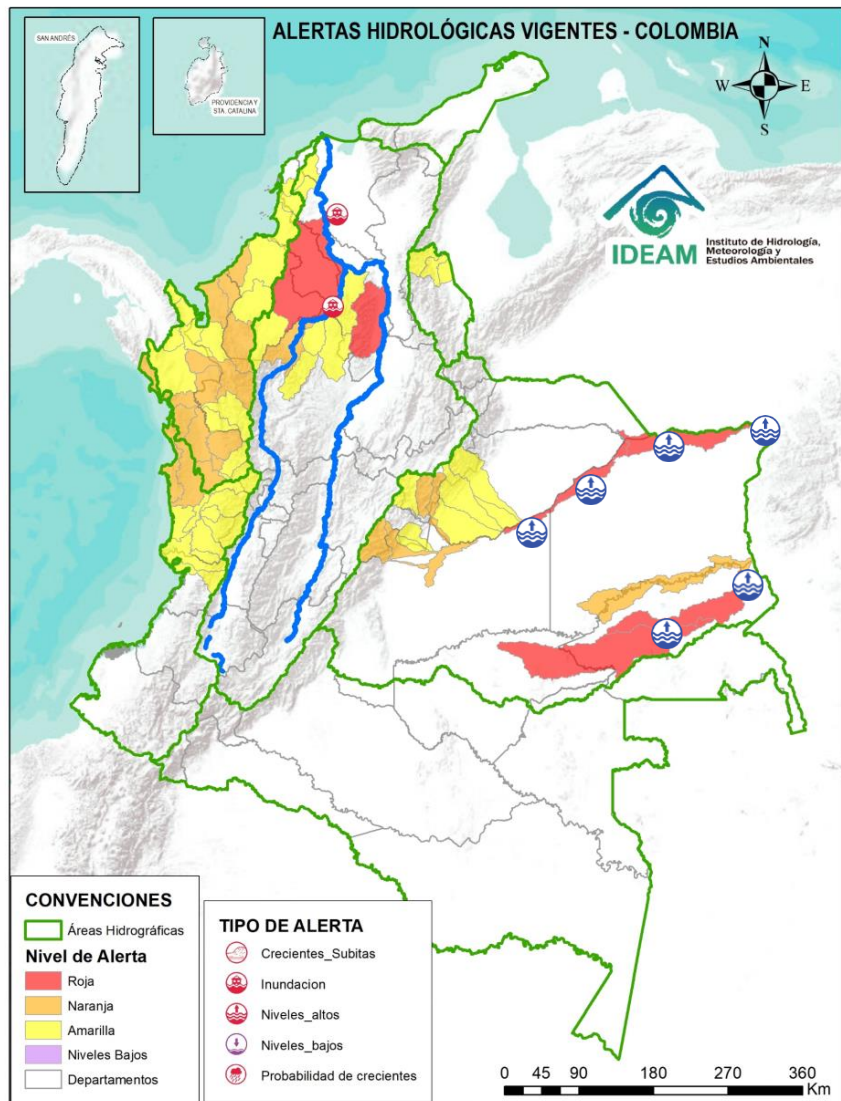 ALERTAS HIDROLÓGICAS VIGENTES - COLOMBIA
SAN ANDRÉS
PROVIDENCIA Y
STA. CATALINA
N
W
E
S
IDEAM
Instituto de Hidrología,
Meteorología y
Estudios Ambientales
CONVENCIONES
Áreas Hidrográficas
Nivel de Alerta
Roja
Naranja
Amarilla
Niveles Bajos
Departamentos
TIPO DE ALERTA
Crecientes_Subitas
Inundacion
Niveles_altos
Niveles_bajos
Probabilidad de crecientes
0 45 90 180 270 360
Km